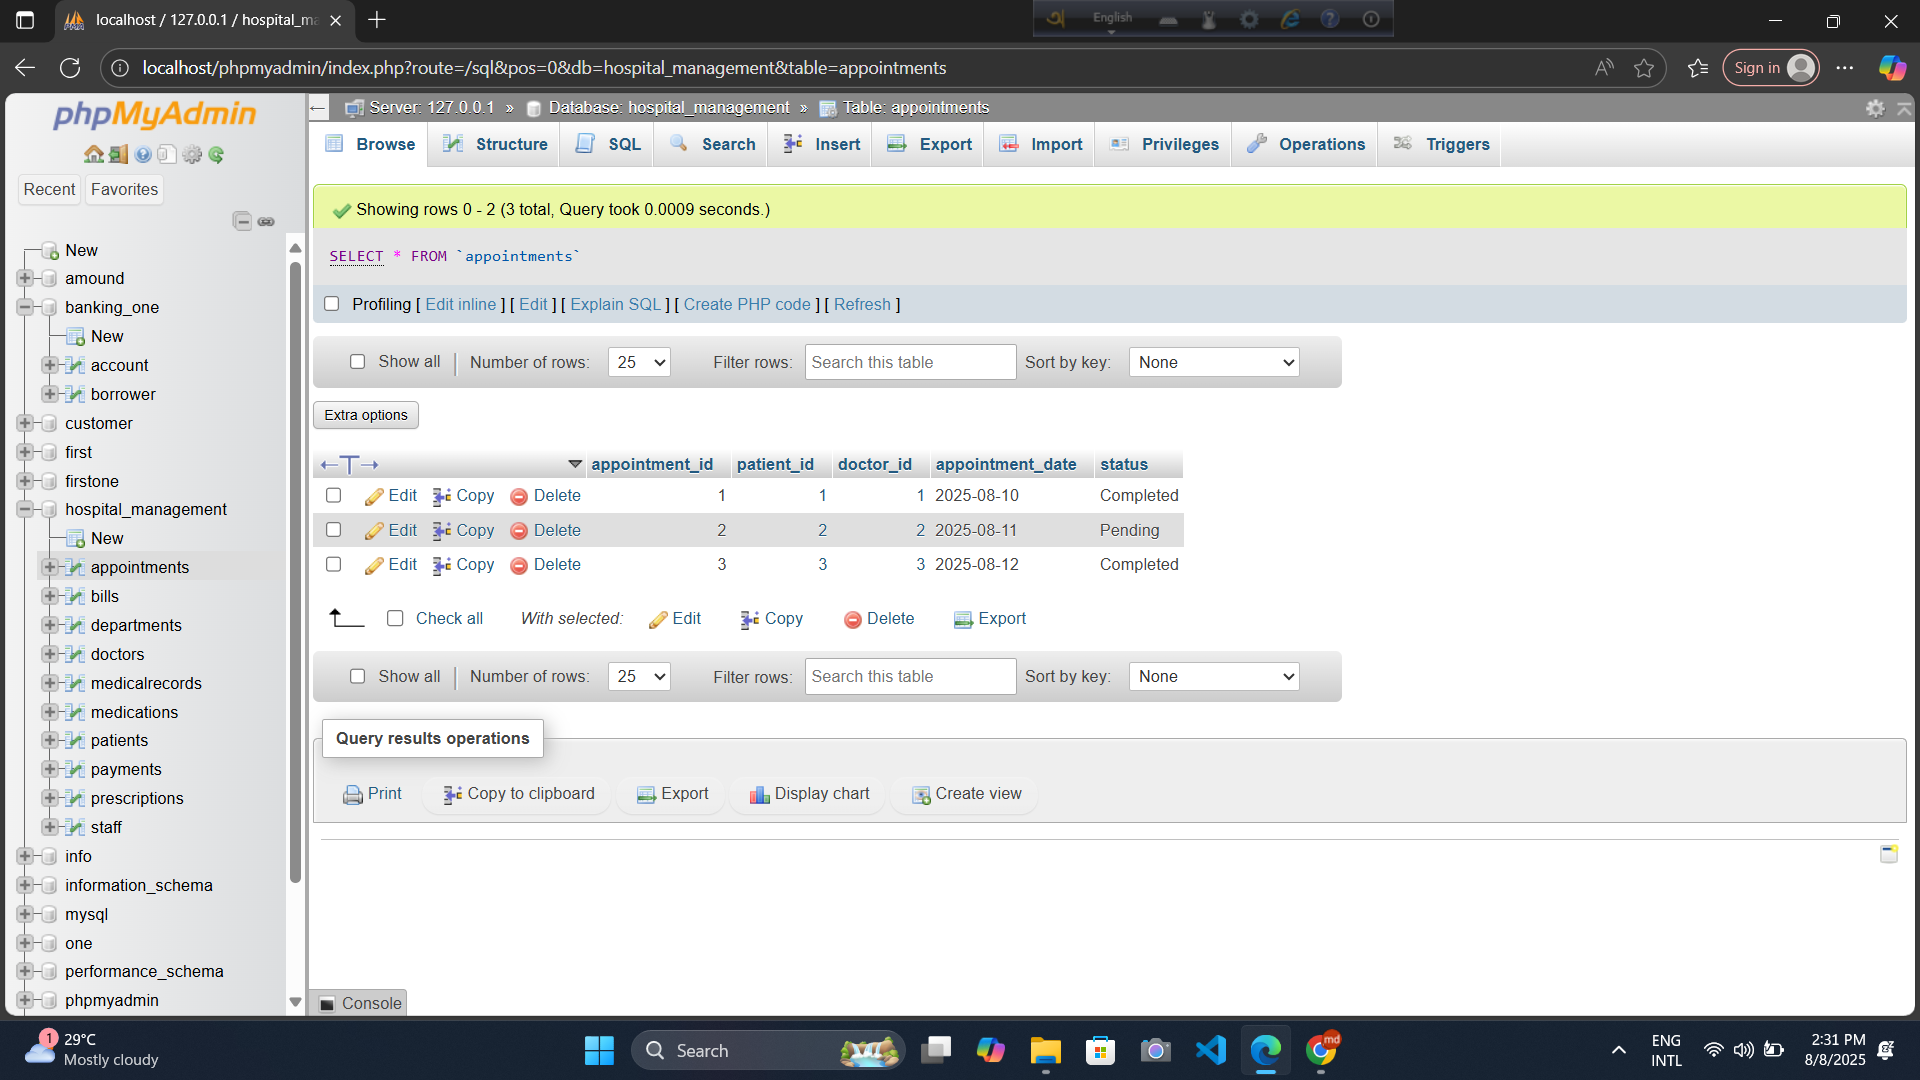 localhost / 127.0.0.1 / hospital_ma
English
localhost/phpmyadmin/index.php?route=/sql&pos=0&db=hospital_management&table=appointments
Sign in
phpMyAdmin
Recent Favorites
New
amound
banking_one
New
account
borrower
customer
first
firstone
hospital_management
New
appointments
bills
departments
doctors
medicalrecords
medications
patients
payments
prescriptions
staff
info
information_schema
mysql
one
performance_schema
phpmyadmin
Server: 127.0.0.1 » Database: hospital_management » Table: appointments
Browse Structure SQL Search Insert Export Import Privileges Operations Triggers
Showing rows 0 - 2 (3 total, Query took 0.0009 seconds.)
SELECT * FROM `appointments`
Profiling [ Edit inline ] [ Edit ] [ Explain SQL ] [ Create PHP code ] [ Refresh ]
Show all Number of rows: 25 Filter rows: Search this table Sort by key: None
Extra options
appointment_id patient_id doctor_id appointment_date status
Edit Copy Delete 1 1 1 2025-08-10 Completed
Edit Copy Delete 2 2 2 2025-08-11 Pending
Edit Copy Delete 3 3 3 2025-08-12 Completed
Check all With selected: Edit Copy Delete Export
Show all Number of rows: 25 Filter rows: Search this table Sort by key: None
Query results operations
Print Copy to clipboard Export Display chart Create view
Console
1
29°C
Mostly cloudy
Search
md
ENG
INTL
2:31 PM
8/8/2025